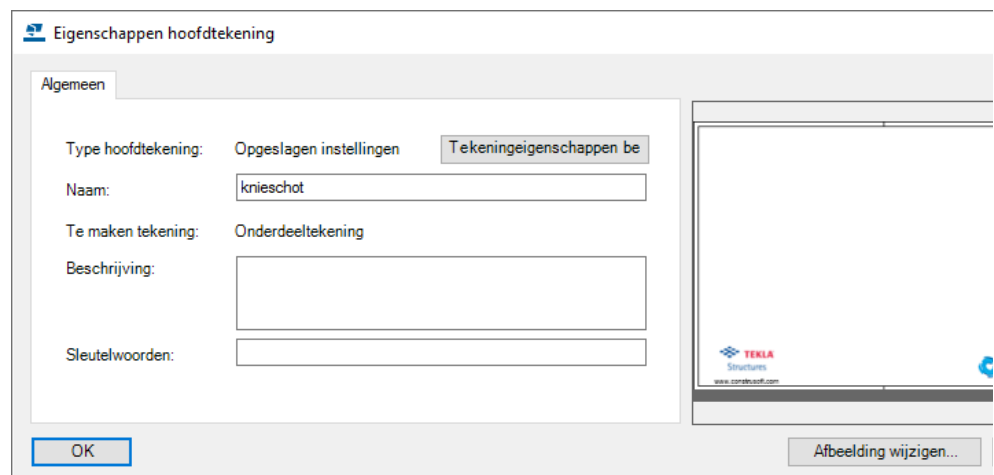 Eigenschappen hoofdtekening
Algemeen
Type hoofdtekening: Opgeslagen instellingen Tekeningeigenschappen be
Naam: knieschot
Te maken tekening: Onderdeeltekening
Beschrijving:
Sleutelwoorden:
TEKLA
Structures
www.construsoft.com
OK
Afbeelding wijzigen...